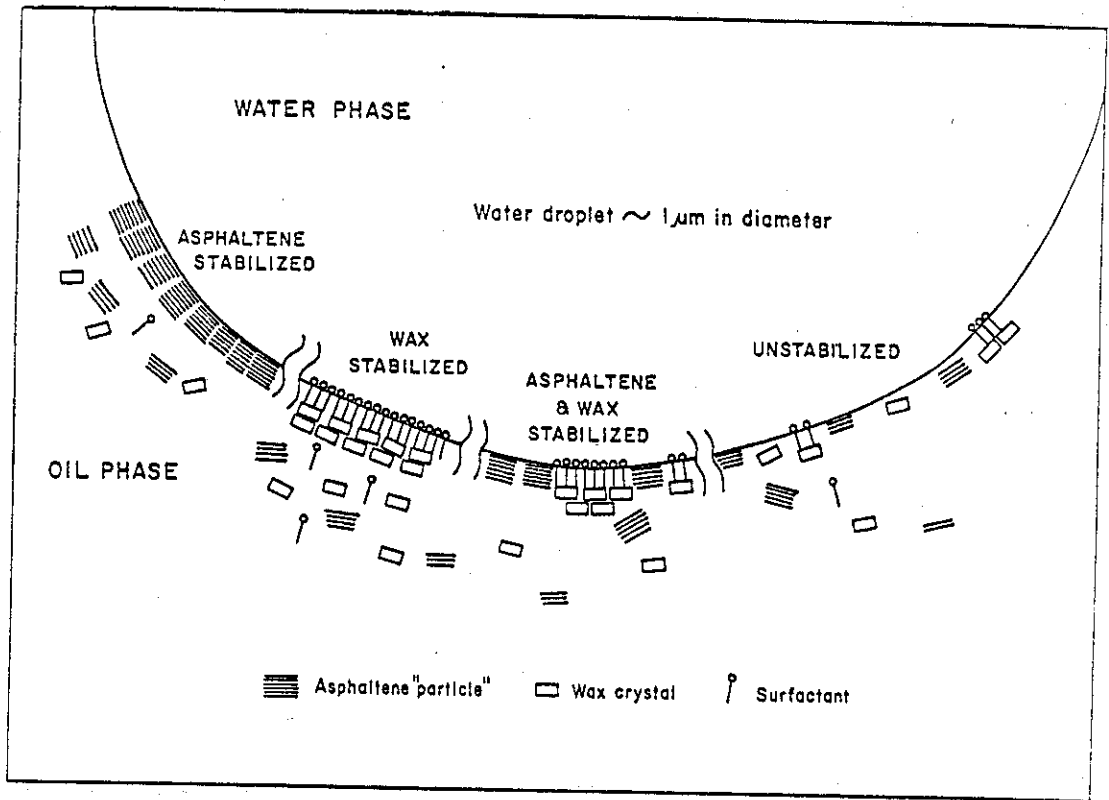 WATER PHASE
Water droplet ~ 1 μm in diameter
ASPHALTENE
STABILIZED
WAX
STABILIZED
UNSTABILIZED
ASPHALTENE
& WAX
STABILIZED
OIL PHASE
Asphaltene "particle"
Wax crystal
Surfactant